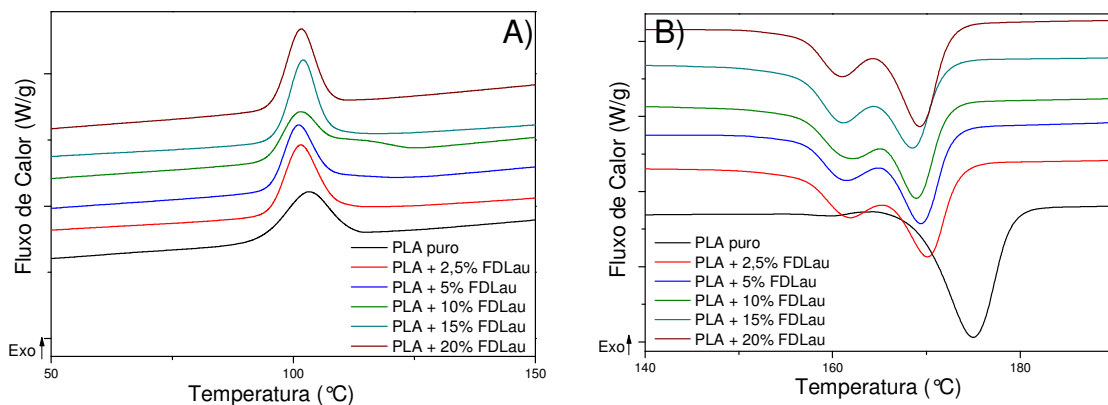 A)
Fluxo de Calor (W/g)
PLA puro
PLA + 2,5% FDLau
PLA + 5% FDLau
PLA + 10% FDLau
PLA + 15% FDLau
PLA + 20% FDLau
Exo
50 100 150
Temperatura (°C)
B)
Fluxo de Calor (W/g)
PLA puro
PLA + 2,5% FDLau
PLA + 5% FDLau
PLA + 10% FDLau
PLA + 15% FDLau
PLA + 20% FDLau
Exo
140 160 180
Temperatura (°C)